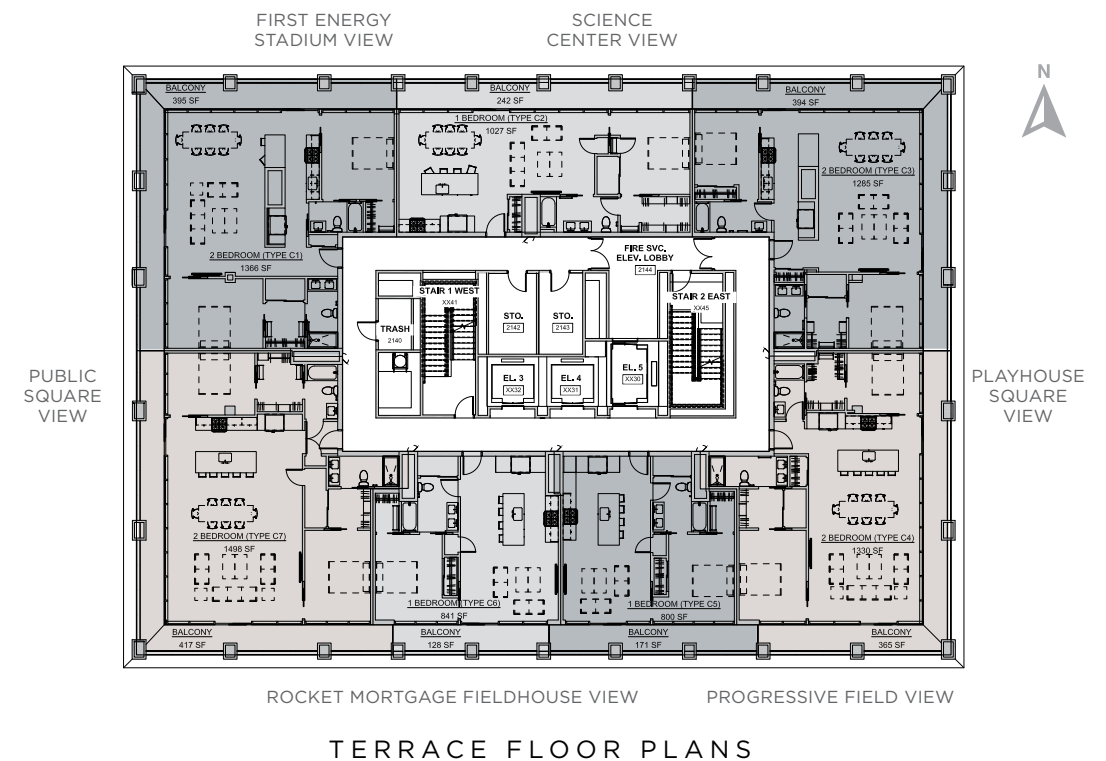 FIRST ENERGY
STADIUM VIEW
SCIENCE
CENTER VIEW
N
BALCONY
395 SF
BALCONY
242 SF
BALCONY
394 SF
1 BEDROOM (TYPE C2)
1027 SF
2 BEDROOM (TYPE C3)
1285 SF
2 BEDROOM (TYPE C1)
1366 SF
FIRE SVC.
ELEV. LOBBY
2144
STAIR 1 WEST
XX41
STO.
2142
STO.
2143
STAIR 2 EAST
XX45
TRASH
2140
EL. 3
XX32
EL. 4
XX31
EL. 5
XX30
PUBLIC
SQUARE
VIEW
PLAYHOUSE
SQUARE
VIEW
2 BEDROOM (TYPE C7)
1498 SF
2 BEDROOM (TYPE C4)
1330 SF
1 BEDROOM (TYPE C6)
841 SF
1 BEDROOM (TYPE C5)
800 SF
BALCONY
417 SF
BALCONY
128 SF
BALCONY
171 SF
BALCONY
365 SF
ROCKET MORTGAGE FIELDHOUSE VIEW
PROGRESSIVE FIELD VIEW
TERRACE FLOOR PLANS